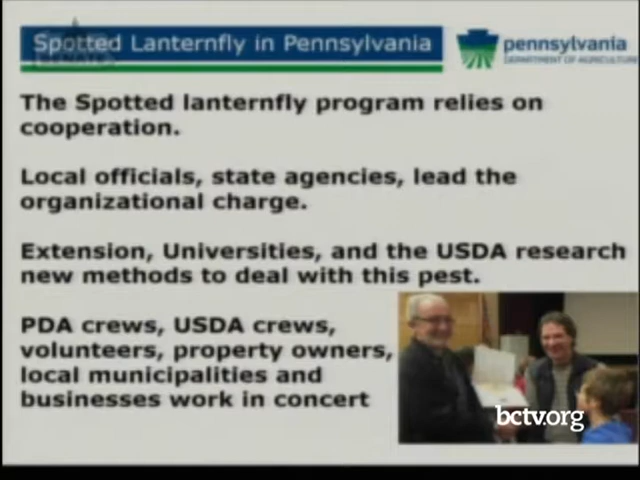 Spotted Lanternfly in Pennsylvania
SENATE
pennsylvania
DEPARTMENT OF AGRICULTURE
The Spotted lanternfly program relies on
cooperation.
Local officials, state agencies, lead the
organizational charge.
Extension, Universities, and the USDA research
new methods to deal with this pest.
PDA crews, USDA crews,
volunteers, property owners,
local municipalities and
businesses work in concert
bctv.org